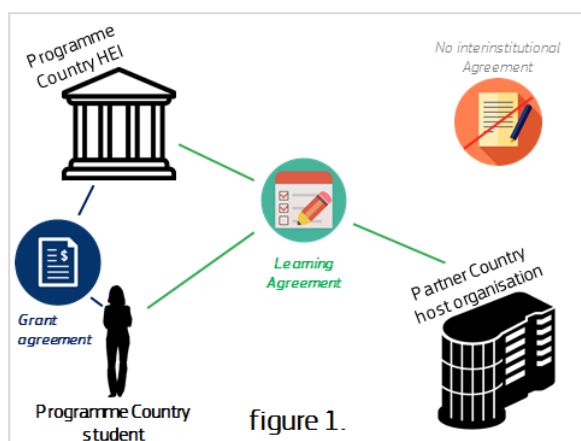 Programme
Country HEI
No interinstitutional
Agreement
$
Learning
Agreement
Partner Country
host organisation
Grant
agreement
Programme Country
student
figure 1.